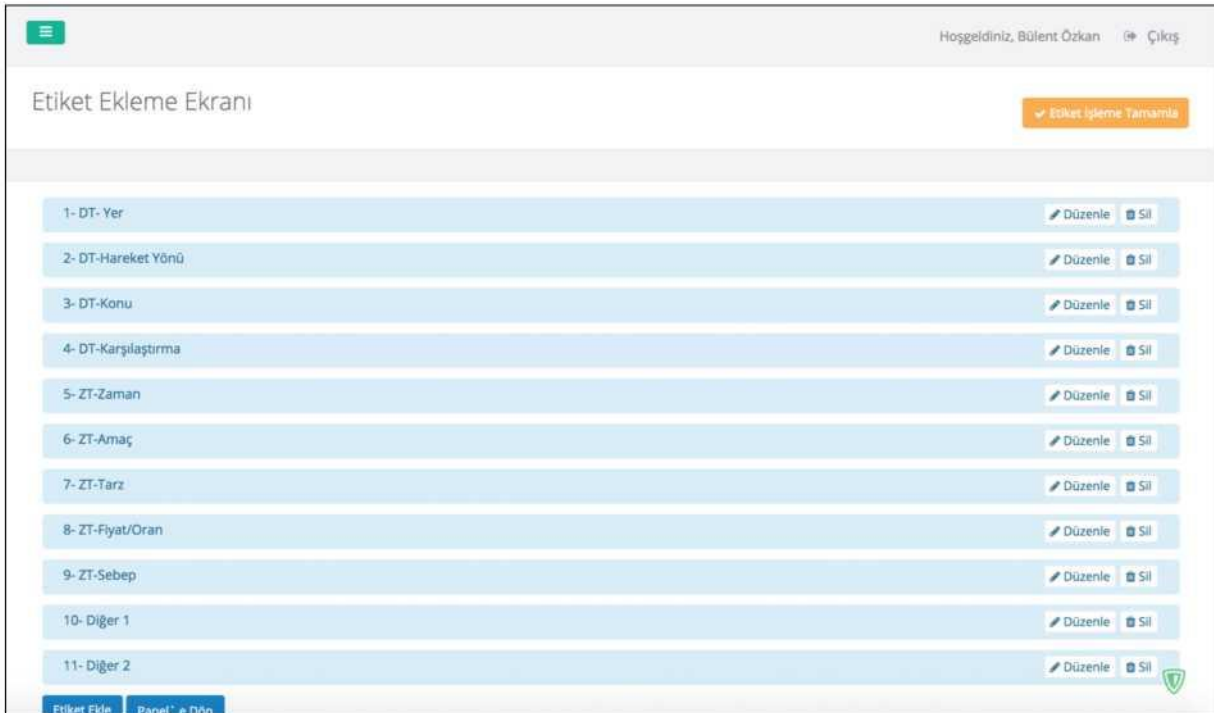 Hoşgeldiniz, Bülent Özkan Çıkış
Etiket Ekleme Ekranı
Etiket İşleme Tamamla
1- DT- Yer Düzenle Sil
2- DT-Hareket Yönü Düzenle Sil
3- DT-Konu Düzenle Sil
4- DT-Karşılaştırma Düzenle Sil
5- ZT-Zaman Düzenle Sil
6- ZT-Amaç Düzenle Sil
7- ZT-Tarz Düzenle Sil
8- ZT-Fiyat/Oran Düzenle Sil
9- ZT-Sebep Düzenle Sil
10- Diğer 1 Düzenle Sil
11- Diğer 2 Düzenle Sil
Etiket Ekle Panel`e Dön